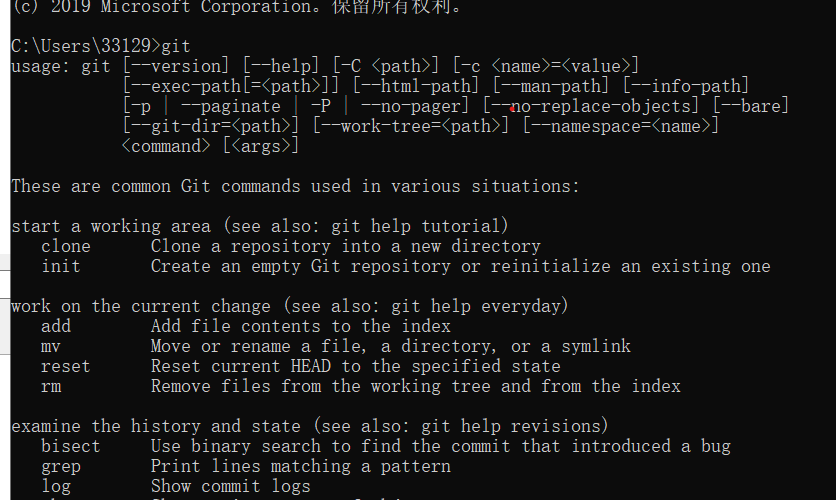 (c) 2019 Microsoft Corporation。保留所有权利。
C:\Users\33129>git
usage: git [--version] [--help] [-C <path>] [-c <name>=<value>]
[--exec-path[=<path>]] [--html-path] [--man-path] [--info-path]
[-p | --paginate | -P | --no-pager] [--no-replace-objects] [--bare]
[--git-dir=<path>] [--work-tree=<path>] [--namespace=<name>]
<command> [<args>]
These are common Git commands used in various situations:
start a working area (see also: git help tutorial)
clone Clone a repository into a new directory
init Create an empty Git repository or reinitialize an existing one
work on the current change (see also: git help everyday)
add Add file contents to the index
mv Move or rename a file, a directory, or a symlink
reset Reset current HEAD to the specified state
rm Remove files from the working tree and from the index
examine the history and state (see also: git help revisions)
bisect Use binary search to find the commit that introduced a bug
grep Print lines matching a pattern
log Show commit logs